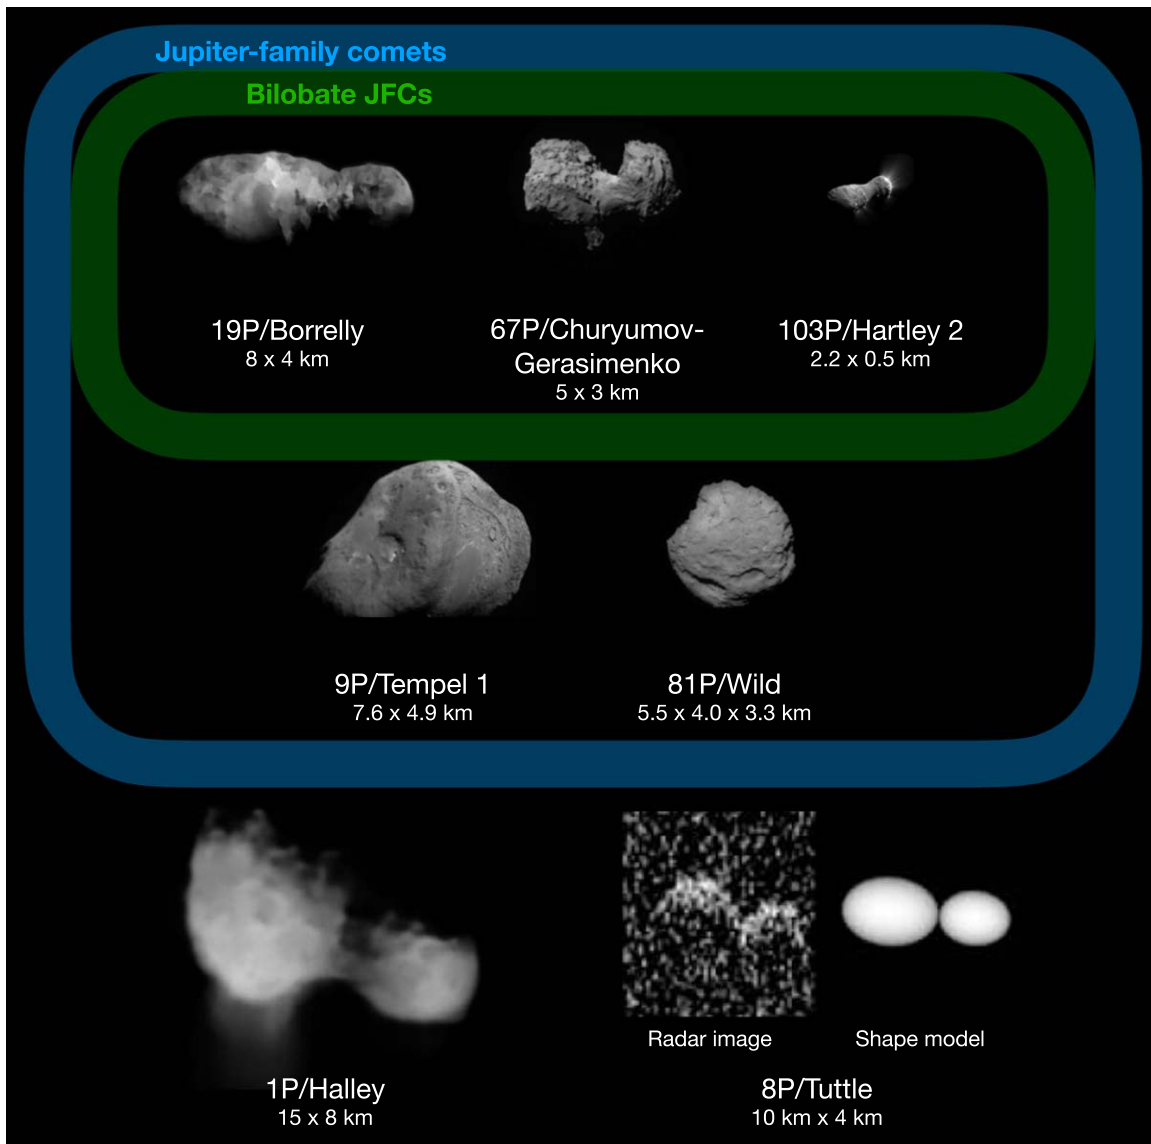 Jupiter-family comets
Bilobate JFCs
19P/Borrelly
8 x 4 km
67P/Churyumov-
Gerasimenko
5 x 3 km
103P/Hartley 2
2.2 x 0.5 km
9P/Tempel 1
7.6 x 4.9 km
81P/Wild
5.5 x 4.0 x 3.3 km
1P/Halley
15 x 8 km
Radar image
Shape model
8P/Tuttle
10 km x 4 km